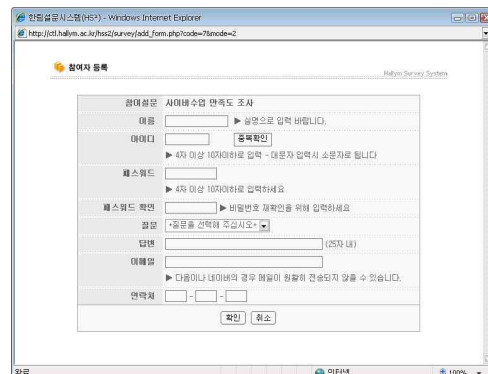 한림설문시스템(HS³) - Windows Internet Explorer
http://ctl.hallym.ac.kr/hss2/survey/add_form.php?code=7&mode=2
참여자 등록
Hallym Survey System
참여설문 사이버수업 만족도 조사
이름 ▶ 실명으로 입력 바랍니다.
아이디 중복확인
▶ 4자 이상 10자이하로 입력 - 대문자 입력시 소문자로 됩니다
패스워드
▶ 4자 이상 10자이하로 입력하세요
패스워드 확인 ▶ 비밀번호 재확인을 위해 입력하세요
질문 +질문을 선택해 주십시오+
답변 (25자 내)
이메일
▶ 다음이나 네이버의 경우 메일이 원활히 전송되지 않을 수 있습니다.
연락처 - -
확인 취소
완료 인터넷 100%